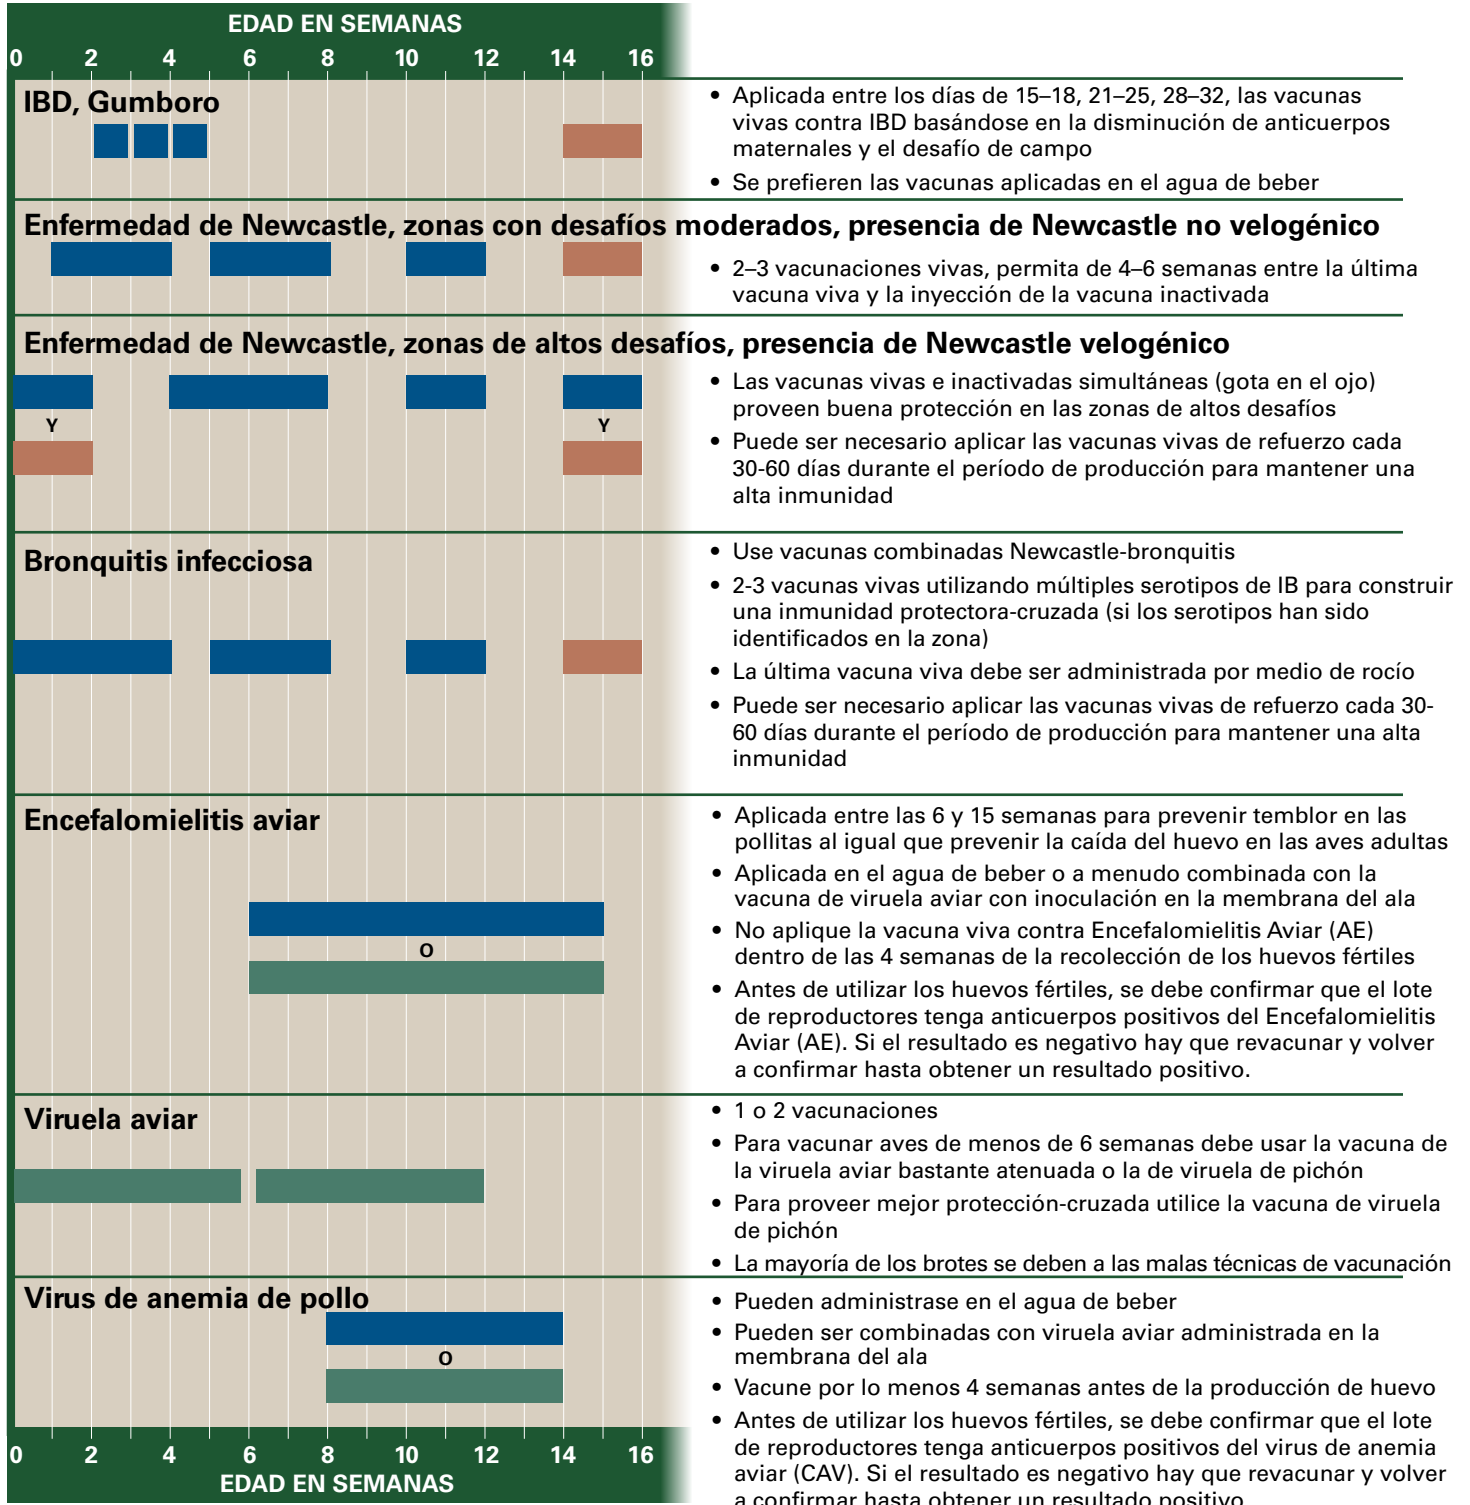 EDAD EN SEMANAS
0 2 4 6 8 10 12 14 16
IBD, Gumboro
• Aplicada entre los días de 15–18, 21–25, 28–32, las vacunas
vivas contra IBD basándose en la disminución de anticuerpos
maternales y el desafío de campo
• Se prefieren las vacunas aplicadas en el agua de beber
Enfermedad de Newcastle, zonas con desafíos moderados, presencia de Newcastle no velogénico
• 2–3 vacunaciones vivas, permita de 4–6 semanas entre la última
vacuna viva y la inyección de la vacuna inactivada
Enfermedad de Newcastle, zonas de altos desafíos, presencia de Newcastle velogénico
Y Y
• Las vacunas vivas e inactivadas simultáneas (gota en el ojo)
proveen buena protección en las zonas de altos desafíos
• Puede ser necesario aplicar las vacunas vivas de refuerzo cada
30-60 días durante el período de producción para mantener una
alta inmunidad
Bronquitis infecciosa
• Use vacunas combinadas Newcastle-bronquitis
• 2-3 vacunas vivas utilizando múltiples serotipos de IB para construir
una inmunidad protectora-cruzada (si los serotipos han sido
identificados en la zona)
• La última vacuna viva debe ser administrada por medio de rocío
• Puede ser necesario aplicar las vacunas vivas de refuerzo cada 30-
60 días durante el período de producción para mantener una alta
inmunidad
Encefalomielitis aviar
O
• Aplicada entre las 6 y 15 semanas para prevenir temblor en las
pollitas al igual que prevenir la caída del huevo en las aves adultas
• Aplicada en el agua de beber o a menudo combinada con la
vacuna de viruela aviar con inoculación en la membrana del ala
• No aplique la vacuna viva contra Encefalomielitis Aviar (AE)
dentro de las 4 semanas de la recolección de los huevos fértiles
• Antes de utilizar los huevos fértiles, se debe confirmar que el lote
de reproductores tenga anticuerpos positivos del Encefalomielitis
Aviar (AE). Si el resultado es negativo hay que revacunar y volver
a confirmar hasta obtener un resultado positivo.
Viruela aviar
• 1 o 2 vacunaciones
• Para vacunar aves de menos de 6 semanas debe usar la vacuna de
la viruela aviar bastante atenuada o la de viruela de pichón
• Para proveer mejor protección-cruzada utilice la vacuna de viruela
de pichón
• La mayoría de los brotes se deben a las malas técnicas de vacunación
Virus de anemia de pollo
O
• Pueden administrase en el agua de beber
• Pueden ser combinadas con viruela aviar administrada en la
membrana del ala
• Vacune por lo menos 4 semanas antes de la producción de huevo
• Antes de utilizar los huevos fértiles, se debe confirmar que el lote
de reproductores tenga anticuerpos positivos del virus de anemia
aviar (CAV). Si el resultado es negativo hay que revacunar y volver
a confirmar hasta obtener un resultado positivo
0 2 4 6 8 10 12 14 16
EDAD EN SEMANAS